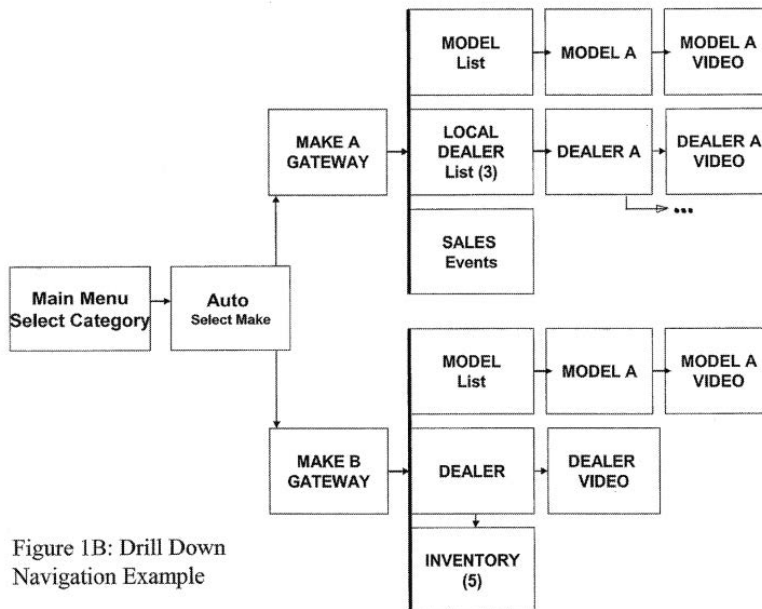 MODEL
List
MODEL A
MODEL A
VIDEO
MAKE A
GATEWAY
LOCAL
DEALER
List (3)
DEALER A
DEALER A
VIDEO
...
SALES
Events
Main Menu
Select Category
Auto
Select Make
MODEL
List
MODEL A
MODEL A
VIDEO
MAKE B
GATEWAY
DEALER
DEALER
VIDEO
INVENTORY
(5)
Figure 1B: Drill Down
Navigation Example